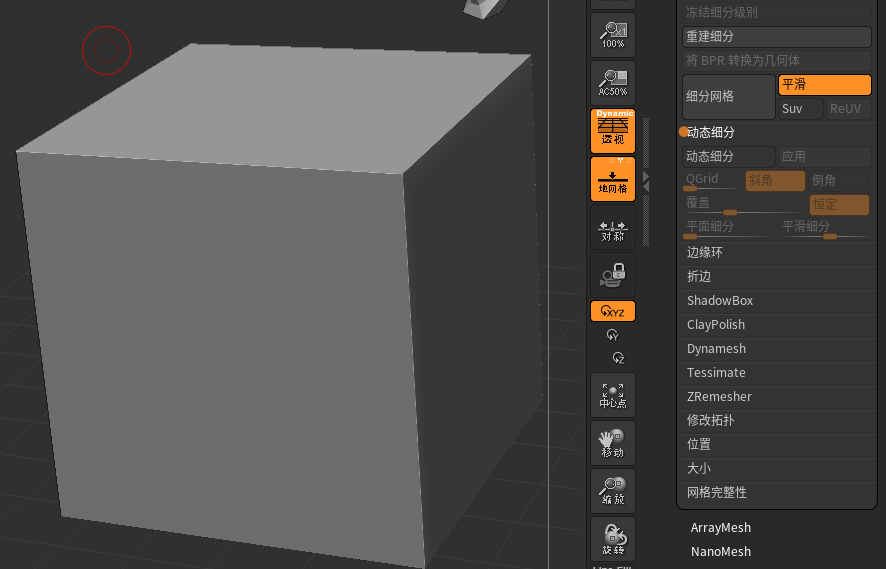 100%
AC50%
Dynamic
透视
地网格
对称
XYZ
Y
Z
中心点
移动
缩放
旋转
冻结细分级别
重建细分
将 BPR 转换为几何体
细分网格
平滑
Suv
ReUV
动态细分
动态细分
应用
QGrid
斜角
倒角
覆盖
恒定
平面细分
平滑细分
边缘环
折边
ShadowBox
ClayPolish
Dynamesh
Tessimate
ZRemesher
修改拓扑
位置
大小
网格完整性
ArrayMesh
NanoMesh